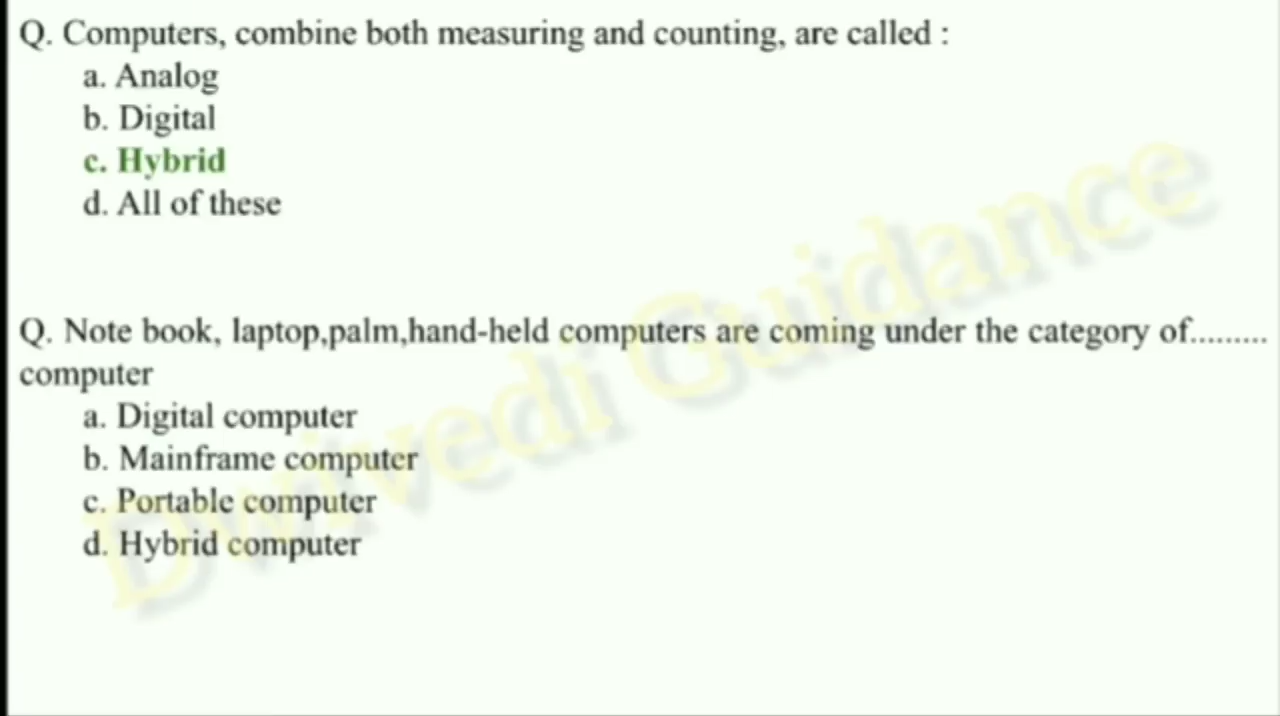 Q. Computers, combine both measuring and counting, are called :
a. Analog
b. Digital
c. Hybrid
d. All of these
Q. Note book, laptop,palm,hand-held computers are coming under the category of.........
computer
a. Digital computer
b. Mainframe computer
c. Portable computer
d. Hybrid computer
Dwivedi Guidance